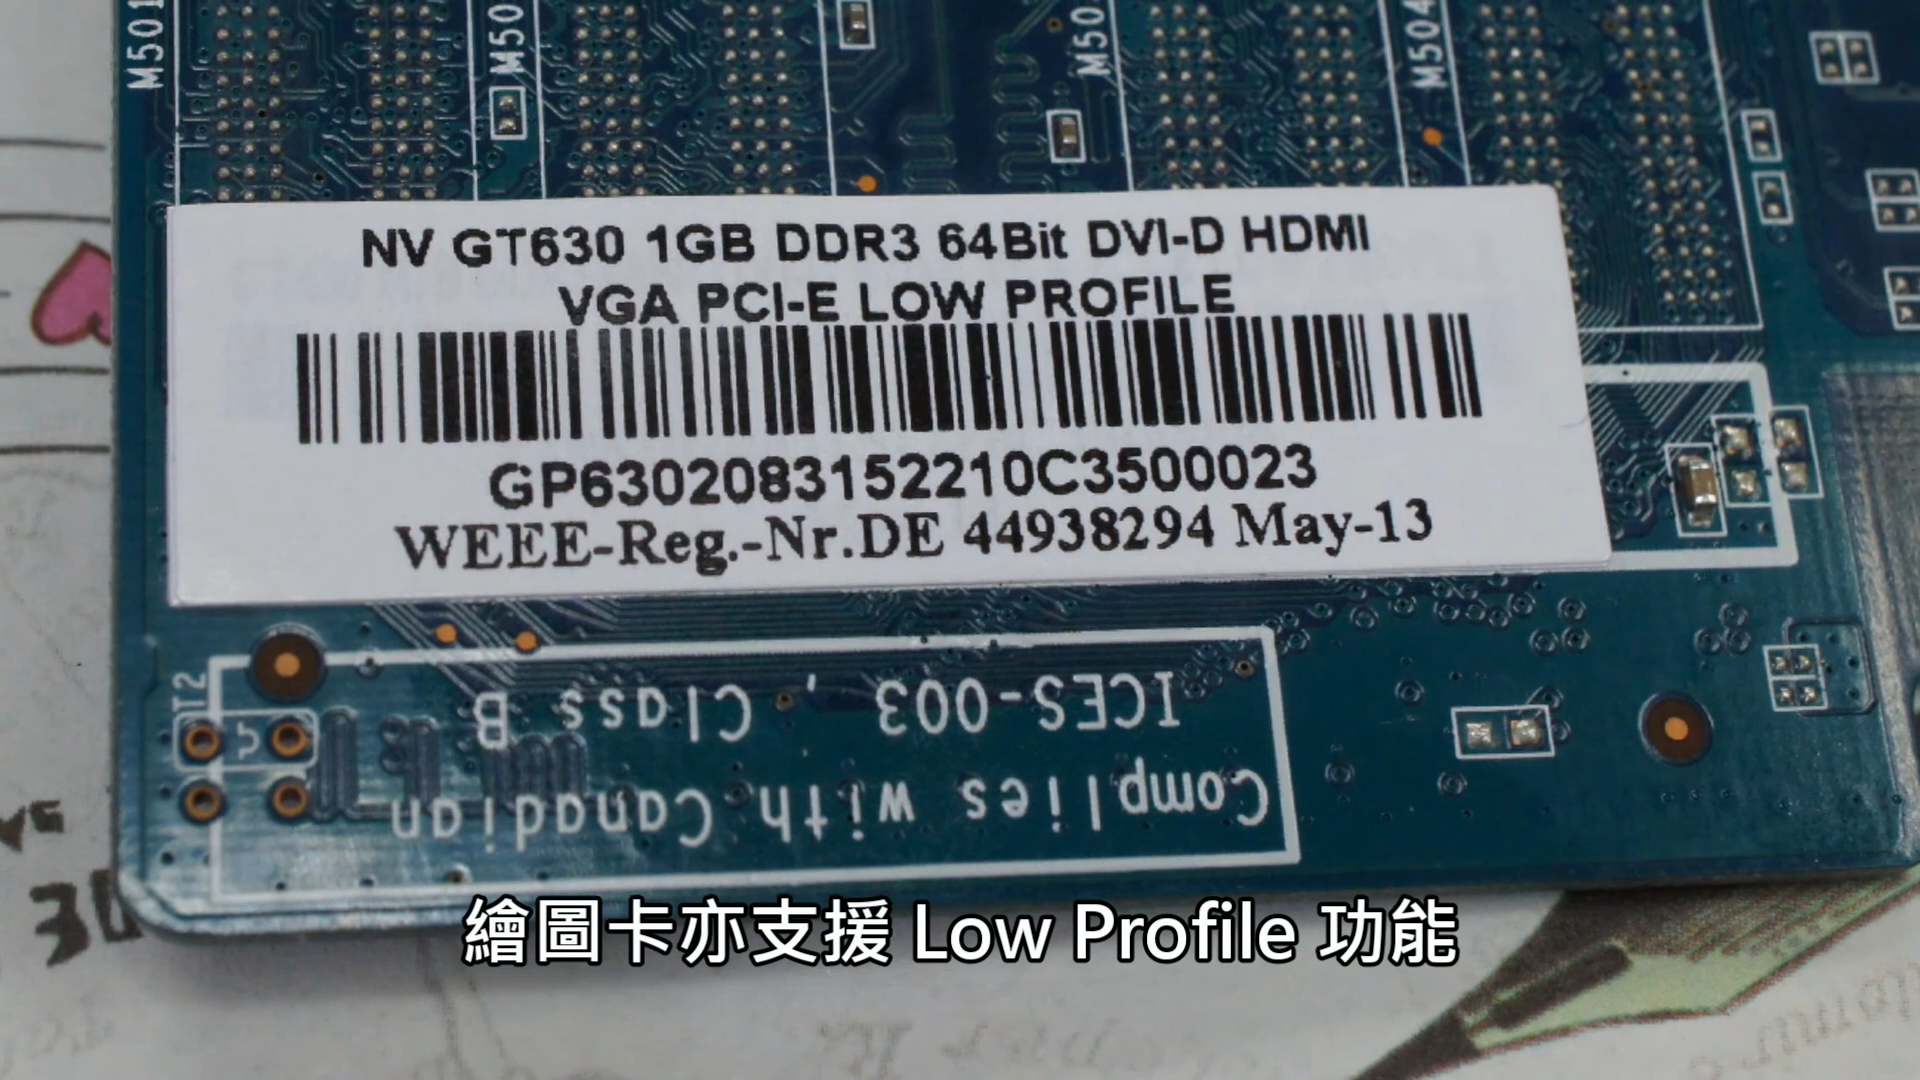 M501
M50
M50
M504
NV GT630 1GB DDR3 64Bit DVI-D HDMI
VGA PCI-E LOW PROFILE
GP6302083152210C3500023
WEEE-Reg.-Nr.DE 44938294 May-13
T2
Complies with Canadian
ICES-003 , Class B
繪圖卡亦支援 Low Profile 功能